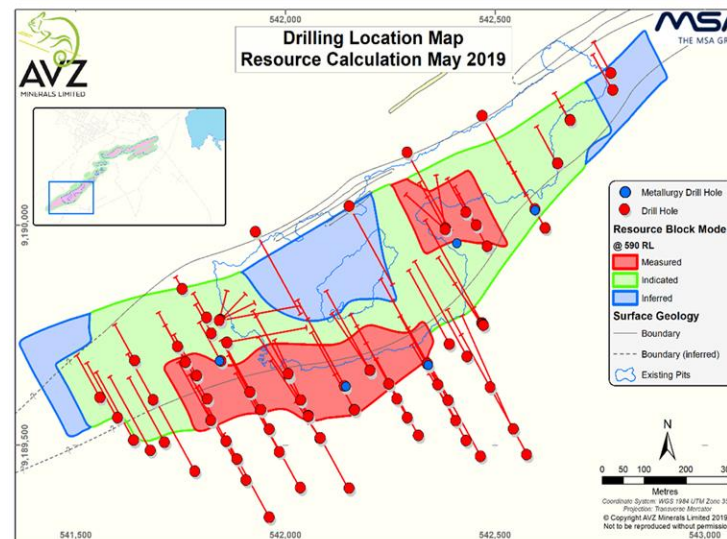 542,000
542,500
AVZ
MINERALS LIMITED
Drilling Location Map
Resource Calculation May 2019
MSA
THE MSA GR
9,190,000
Metallurgy Drill Hole
Drill Hole
Resource Block Mode
@ 590 RL
Measured
Indicated
Inferred
Surface Geology
Boundary
Boundary (inferred)
Existing Pits
9,189,500
N
0 50 100 200 30
Metres
Coordinate System: WGS 1984 UTM Zone 3
Projection: Transverse Mercator
© Copyright AVZ Minerals Limited 2019
Not to be reproduced without permissio
541,500
542,000
542,500
543,000